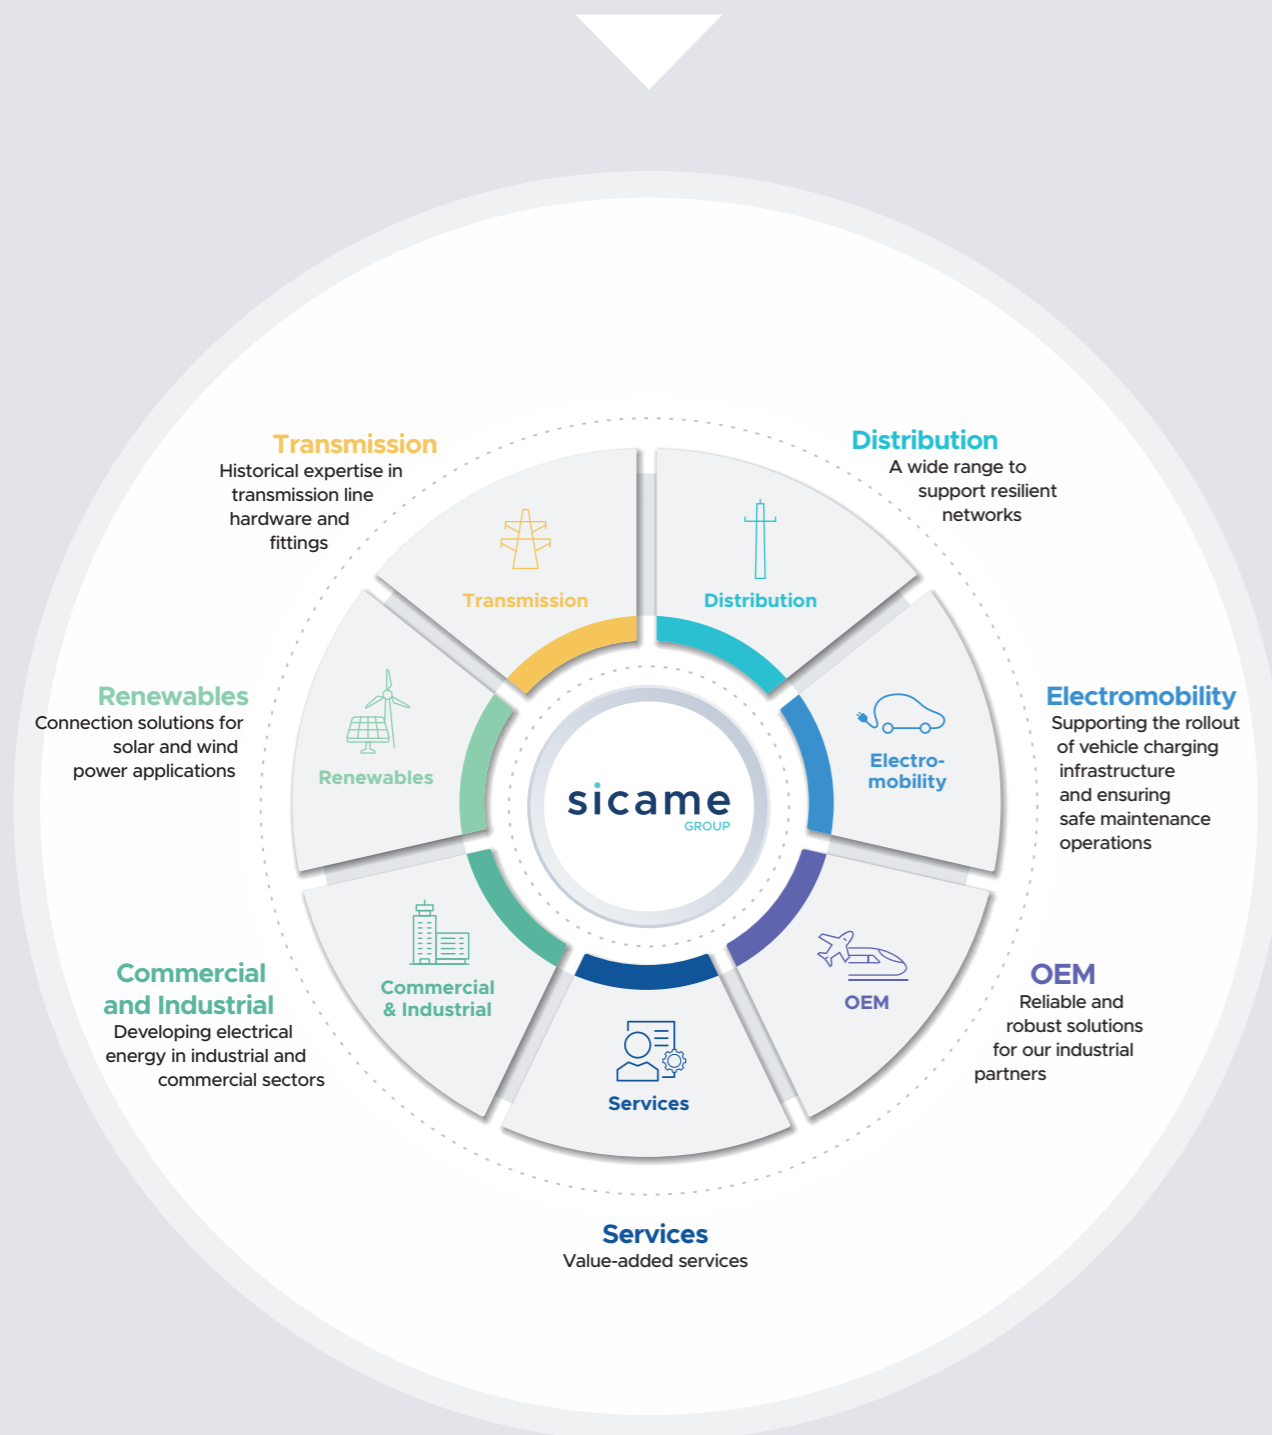 Transmission
Historical expertise in
transmission line
hardware and
fittings
Distribution
A wide range to
support resilient
networks
Transmission
Distribution
Renewables
Connection solutions for
solar and wind
power applications
Renewables
Electro-
mobility
Electromobility
Supporting the rollout
of vehicle charging
infrastructure
and ensuring
safe maintenance
operations
sicame
GROUP
Commercial
and Industrial
Developing electrical
energy in industrial and
commercial sectors
Commercial
& Industrial
OEM
OEM
Reliable and
robust solutions
for our industrial
partners
Services
Services
Value-added services